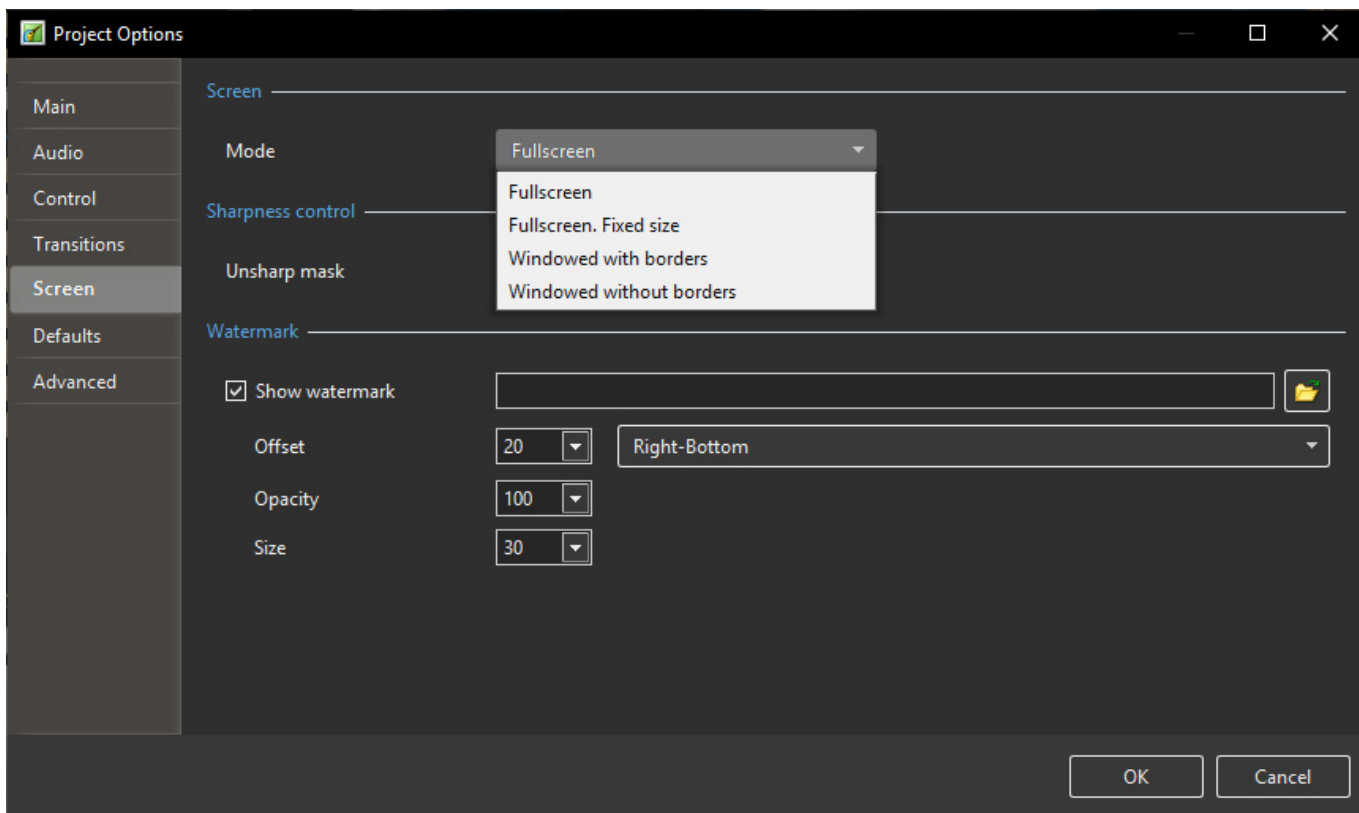 Project Options
Main
Audio
Control
Transitions
Screen
Defaults
Advanced
Screen
Mode
Fullscreen
Fullscreen
Fullscreen. Fixed size
Windowed with borders
Windowed without borders
Sharpness control
Unsharp mask
Watermark
Show watermark
Offset
20
Right-Bottom
Opacity
100
Size
30
OK
Cancel